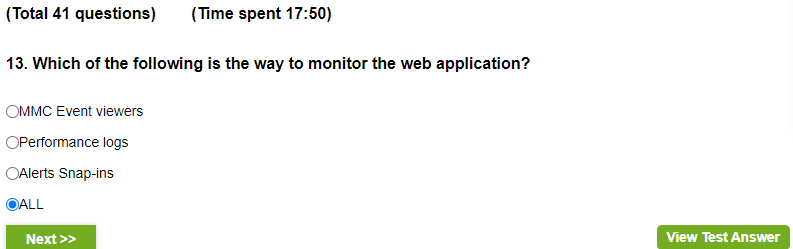 (Total 41 questions) (Time spent 17:50)
13. Which of the following is the way to monitor the web application?
MMC Event viewers
Performance logs
Alerts Snap-ins
ALL
Next >> View Test Answer